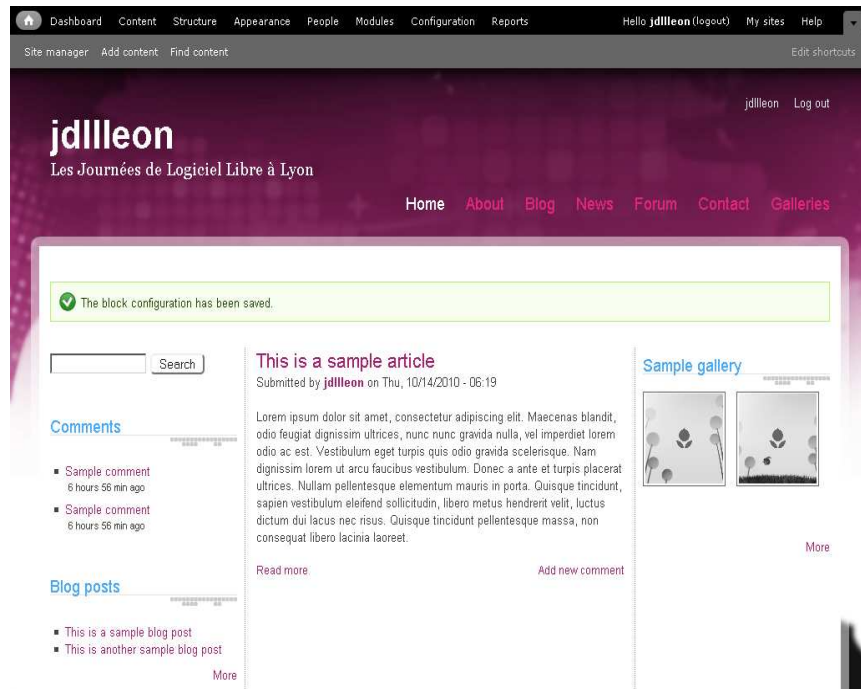 Dashboard Content Structure Appearance People Modules Configuration Reports Hello jdllleon (logout) My sites Help
Site manager Add content Find content Edit shortcuts
jdllleon Log out
jdllleon
Les Journées de Logiciel Libre à Lyon
Home About Blog News Forum Contact Galleries
The block configuration has been saved.
Search
Comments
Sample comment
6 hours 56 min ago
Sample comment
6 hours 56 min ago
Blog posts
This is a sample blog post
This is another sample blog post
More
This is a sample article
Submitted by jdllleon on Thu, 10/14/2010 - 06:19
Lorem ipsum dolor sit amet, consectetur adipiscing elit. Maecenas blandit,
odio feugiat dignissim ultrices, nunc nunc gravida nulla, vel imperdiet lorem
odio ac est. Vestibulum eget turpis quis odio gravida scelerisque. Nam
dignissim lorem ut arcu faucibus vestibulum. Donec a ante et turpis placerat
ultrices. Nullam pellentesque elementum mauris in porta. Quisque tincidunt,
sapien vestibulum eleifend sollicitudin, libero metus hendrerit velit, luctus
dictum dui lacus nec risus. Quisque tincidunt pellentesque massa, non
consequat libero lacinia laoreet.
Read more Add new comment
Sample gallery
More